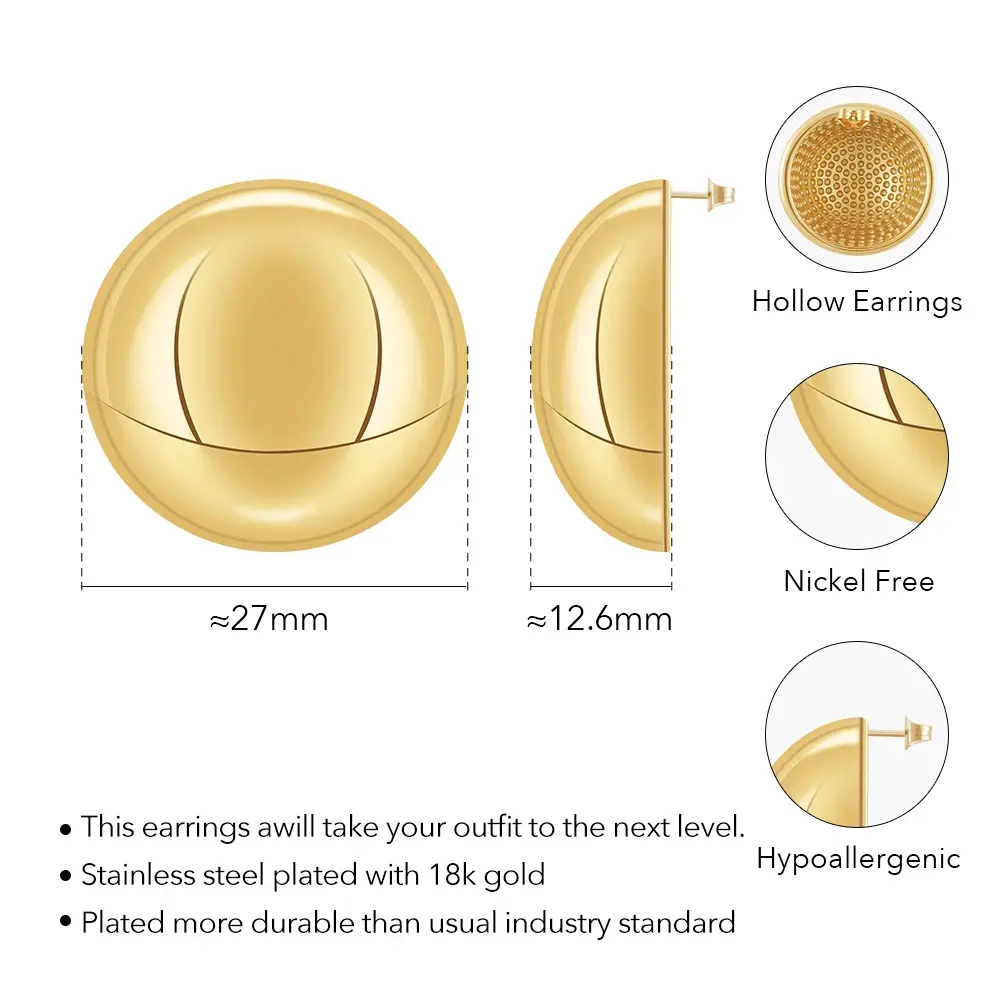 Hollow Earrings
Nickel Free
≈27mm
≈12.6mm
Hypoallergenic
• This earrings awill take your outfit to the next level.
• Stainless steel plated with 18k gold
• Plated more durable than usual industry standard